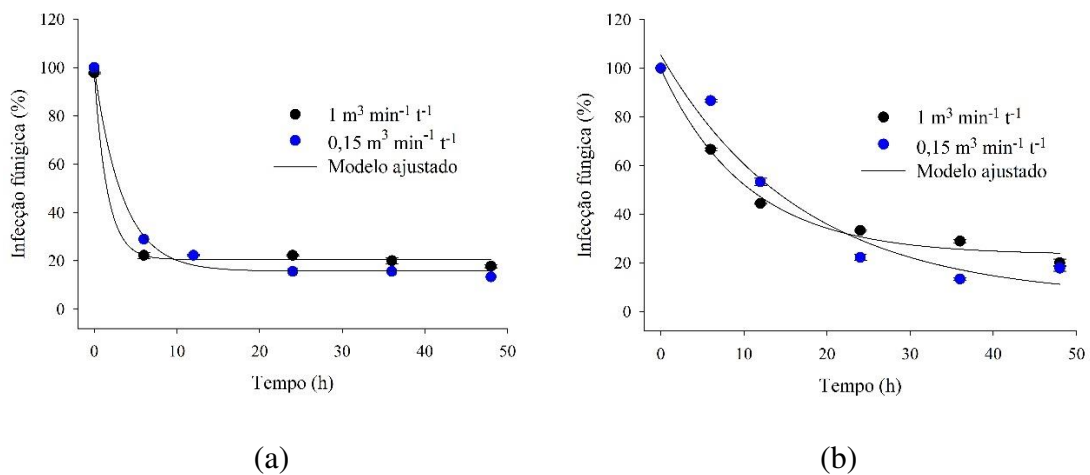 120
100
80
60
40
20
0
Infecção fúngica (%)
1 m³ min⁻¹ t⁻¹
0,15 m³ min⁻¹ t⁻¹
Modelo ajustado
0 10 20 30 40 50
Tempo (h)
(a)
120
100
80
60
40
20
0
Infecção fúngica (%)
1 m³ min⁻¹ t⁻¹
0,15 m³ min⁻¹ t⁻¹
Modelo ajustado
0 10 20 30 40 50
Tempo (h)
(b)